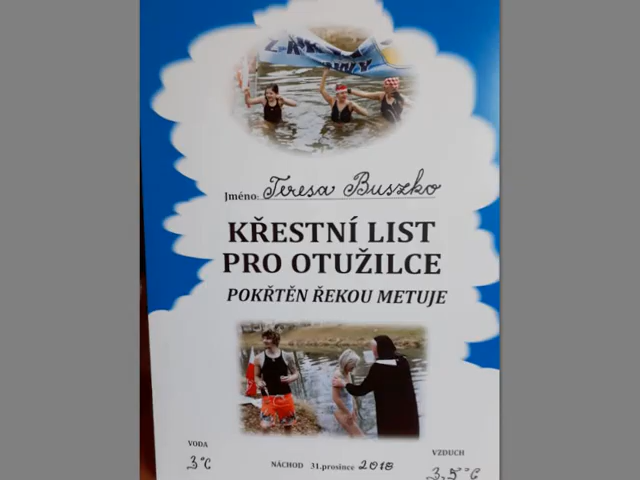 Jméno: Teresa Buszko
KŘESTNÍ LIST
PRO OTUŽILCE
POKŘTĚN ŘEKOU METUJE
VODA
3°C
NÁCHOD 31.prosince 2018
VZDUCH
3,5°C